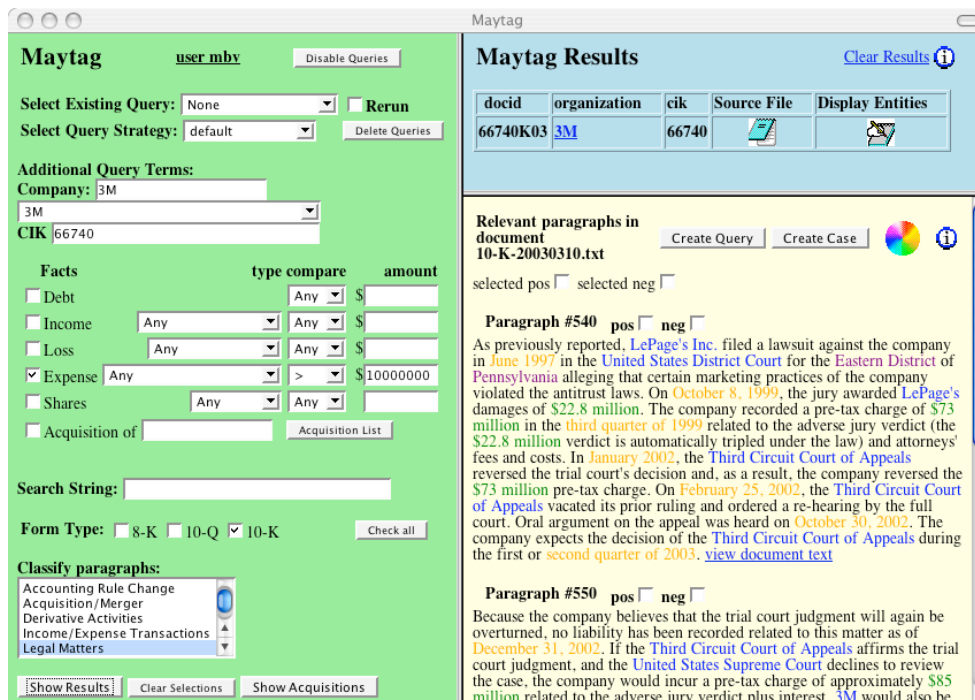 Maytag
Maytag user mbv Disable Queries
Select Existing Query: None Rerun
Select Query Strategy: default Delete Queries
Additional Query Terms:
Company: 3M
3M
CIK 66740
Facts type compare amount
Debt Any $
Income Any Any $
Loss Any Any $
Expense Any > $10000000
Shares Any Any
Acquisition of Acquisition List
Search String:
Form Type: 8-K 10-Q 10-K Check all
Classify paragraphs:
Accounting Rule Change
Acquisition/Merger
Derivative Activities
Income/Expense Transactions
Legal Matters
Show Results Clear Selections Show Acquisitions
Maytag Results Clear Results i
docid organization cik Source File Display Entities
66740K03 3M 66740
Relevant paragraphs in
document
10-K-20030310.txt
Create Query Create Case i
selected pos selected neg
Paragraph #540 pos neg
As previously reported, LePage's Inc. filed a lawsuit against the company
in June 1997 in the United States District Court for the Eastern District of
Pennsylvania alleging that certain marketing practices of the company
violated the antitrust laws. On October 8, 1999, the jury awarded LePage's
damages of $22.8 million. The company recorded a pre-tax charge of $73
million in the third quarter of 1999 related to the adverse jury verdict (the
$22.8 million verdict is automatically tripled under the law) and attorneys'
fees and costs. In January 2002, the Third Circuit Court of Appeals
reversed the trial court's decision and, as a result, the company reversed the
$73 million pre-tax charge. On February 25, 2002, the Third Circuit Court
of Appeals vacated its prior ruling and ordered a re-hearing by the full
court. Oral argument on the appeal was heard on October 30, 2002. The
company expects the decision of the Third Circuit Court of Appeals during
the first or second quarter of 2003. view document text
Paragraph #550 pos neg
Because the company believes that the trial court judgment will again be
overturned, no liability has been recorded related to this matter as of
December 31, 2002. If the Third Circuit Court of Appeals affirms the trial
court judgment, and the United States Supreme Court declines to review
the case, the company would incur a pre-tax charge of approximately $85
million related to the adverse jury verdict plus interest. 3M would also be